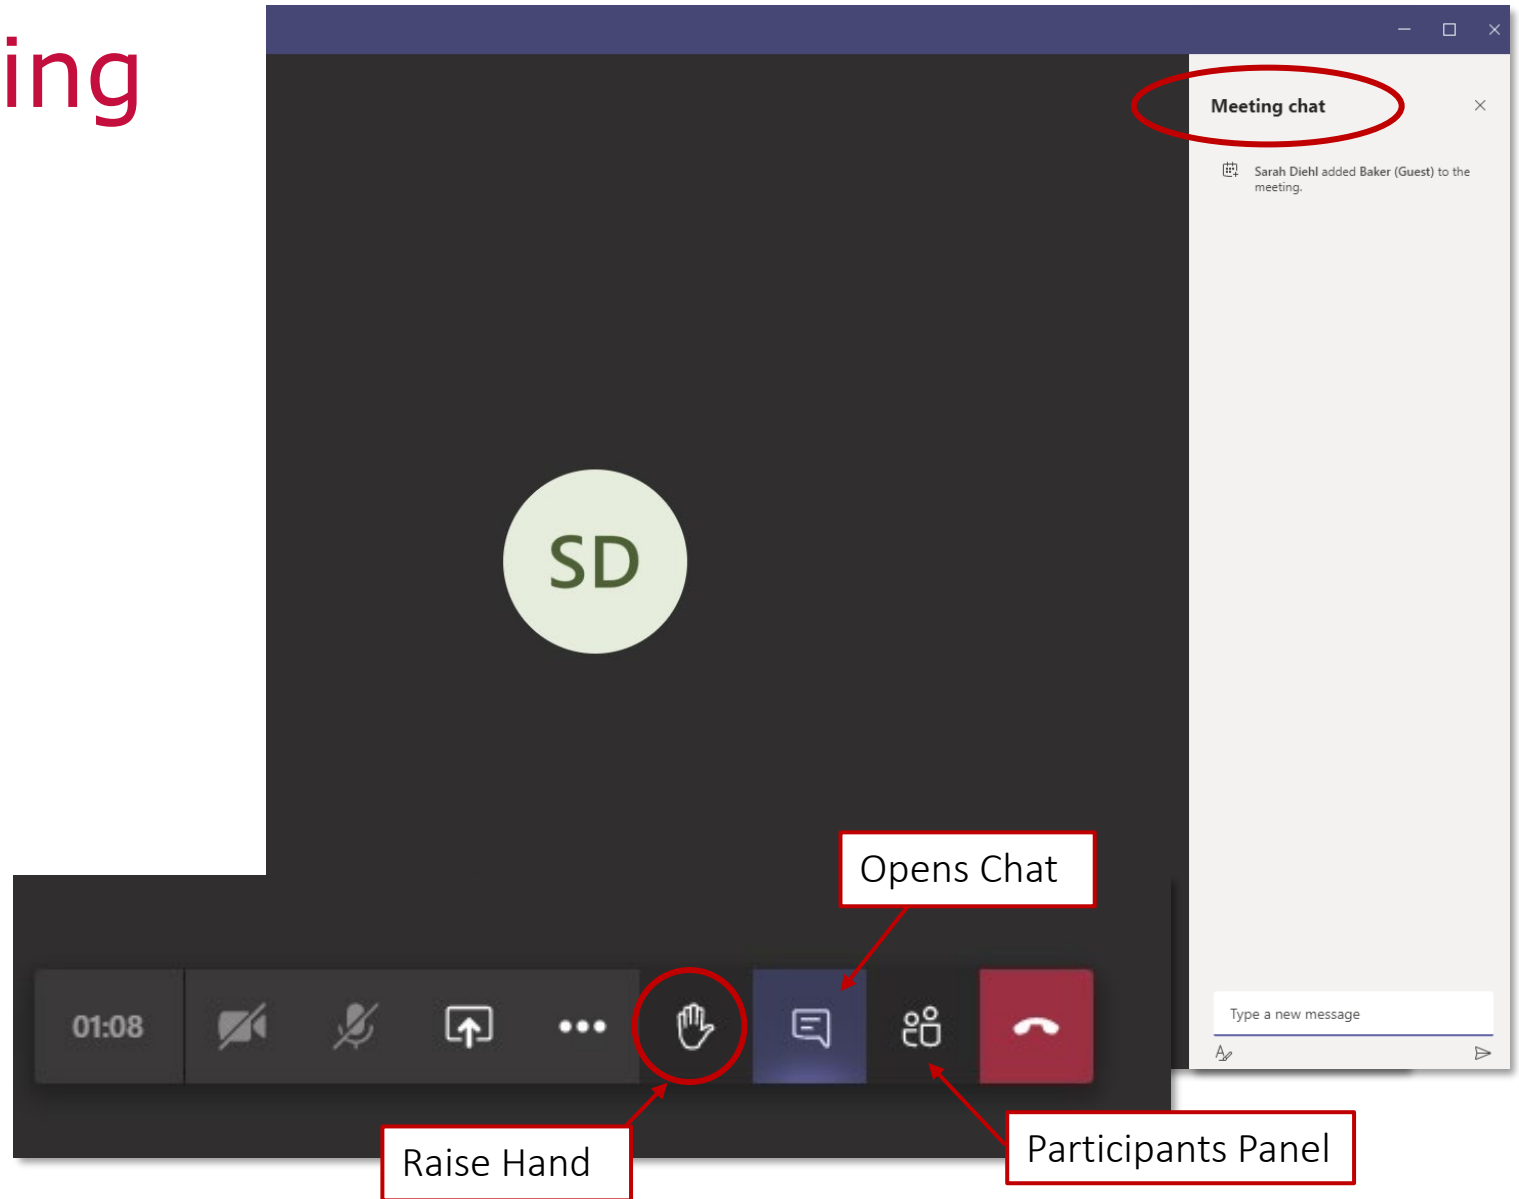 ing
Meeting chat
Sarah Diehl added Baker (Guest) to the
meeting.
SD
Opens Chat
01:08
Type a new message
Raise Hand
Participants Panel